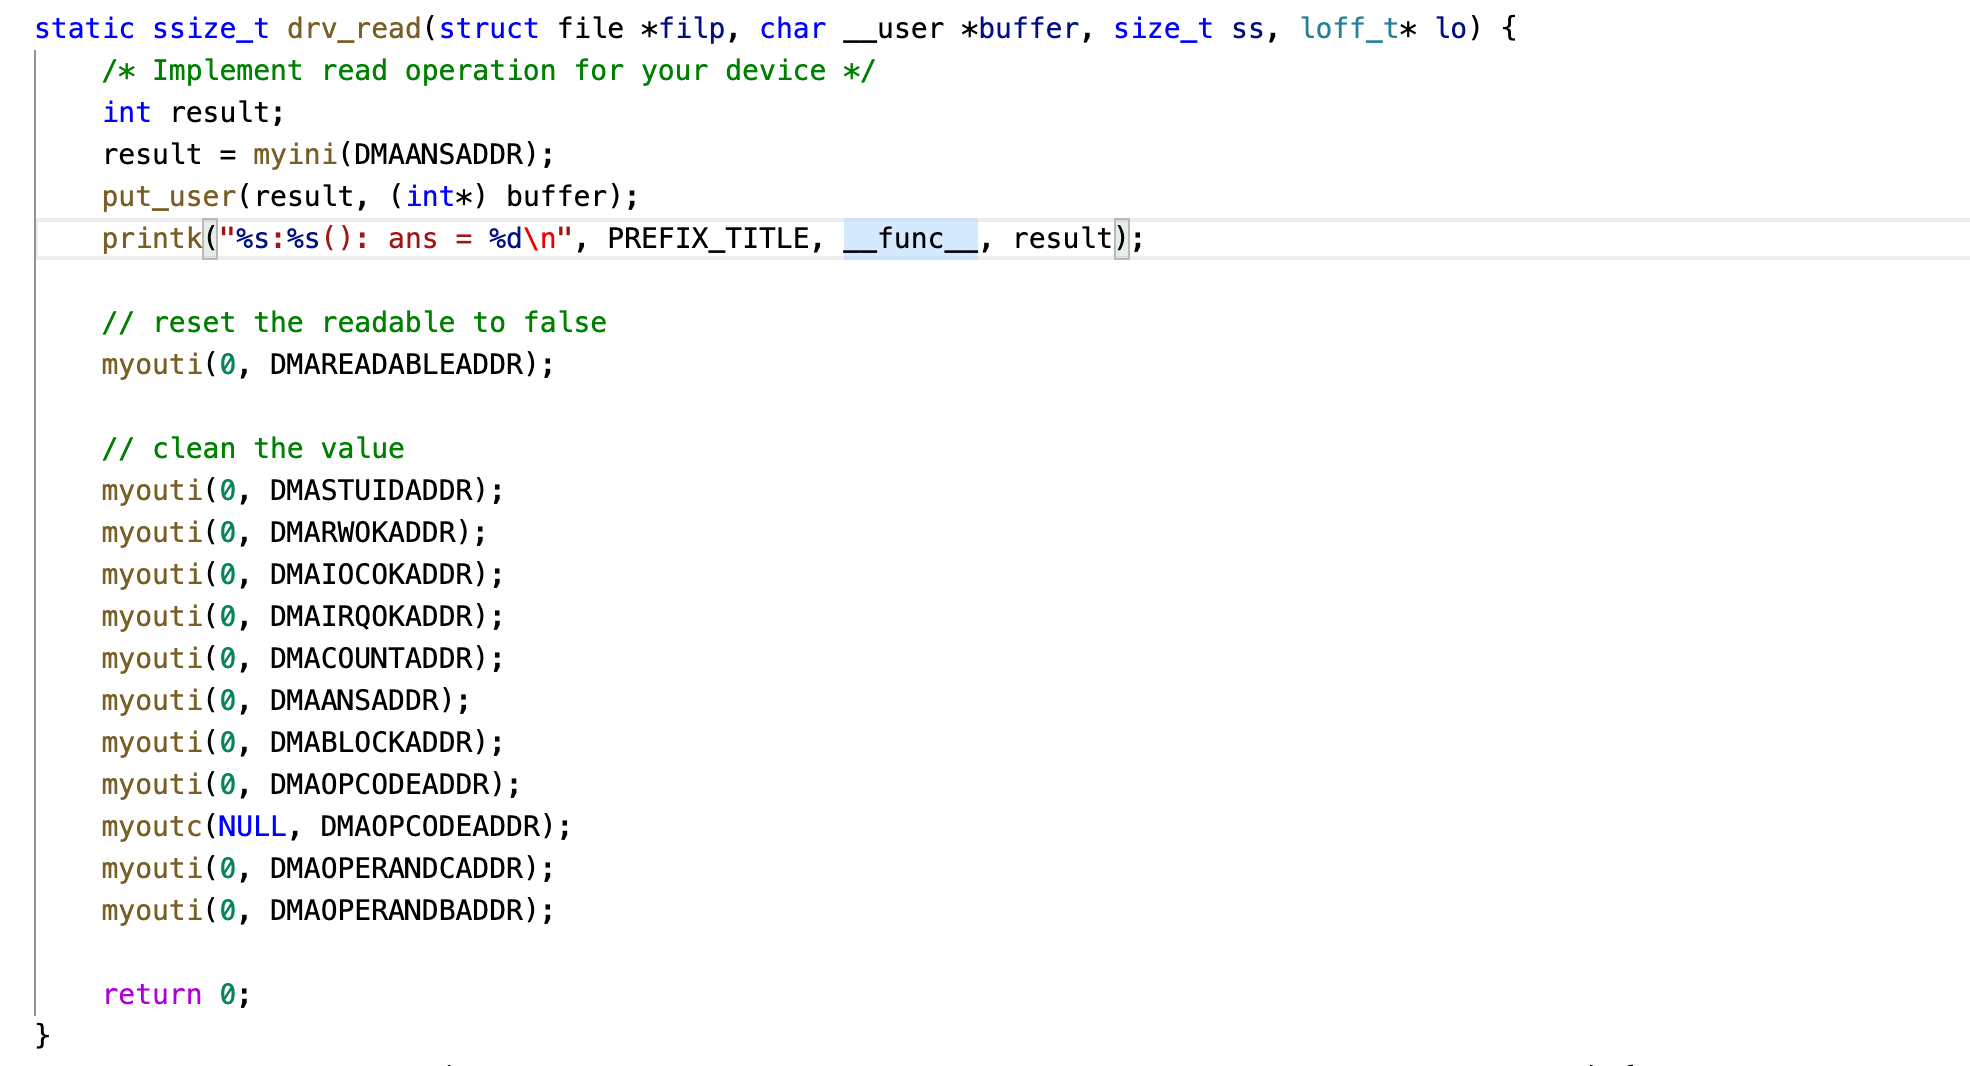 static ssize_t drv_read(struct file *filp, char __user *buffer, size_t ss, loff_t* lo) {
    /* Implement read operation for your device */
    int result;
    result = myini(DMAANSADDR);
    put_user(result, (int*) buffer);
    printk("%s:%s(): ans = %d\n", PREFIX_TITLE, __func__, result);

    // reset the readable to false
    myouti(0, DMAREADABLEADDR);

    // clean the value
    myouti(0, DMASTUIDADDR);
    myouti(0, DMARWOKADDR);
    myouti(0, DMAIOCOKADDR);
    myouti(0, DMAIRQOKADDR);
    myouti(0, DMACOUNTADDR);
    myouti(0, DMAANSADDR);
    myouti(0, DMABLOCKADDR);
    myouti(0, DMAOPCODEADDR);
    myoutc(NULL, DMAOPCODEADDR);
    myouti(0, DMAOPERANDCADDR);
    myouti(0, DMAOPERANDBADDR);

    return 0;
}